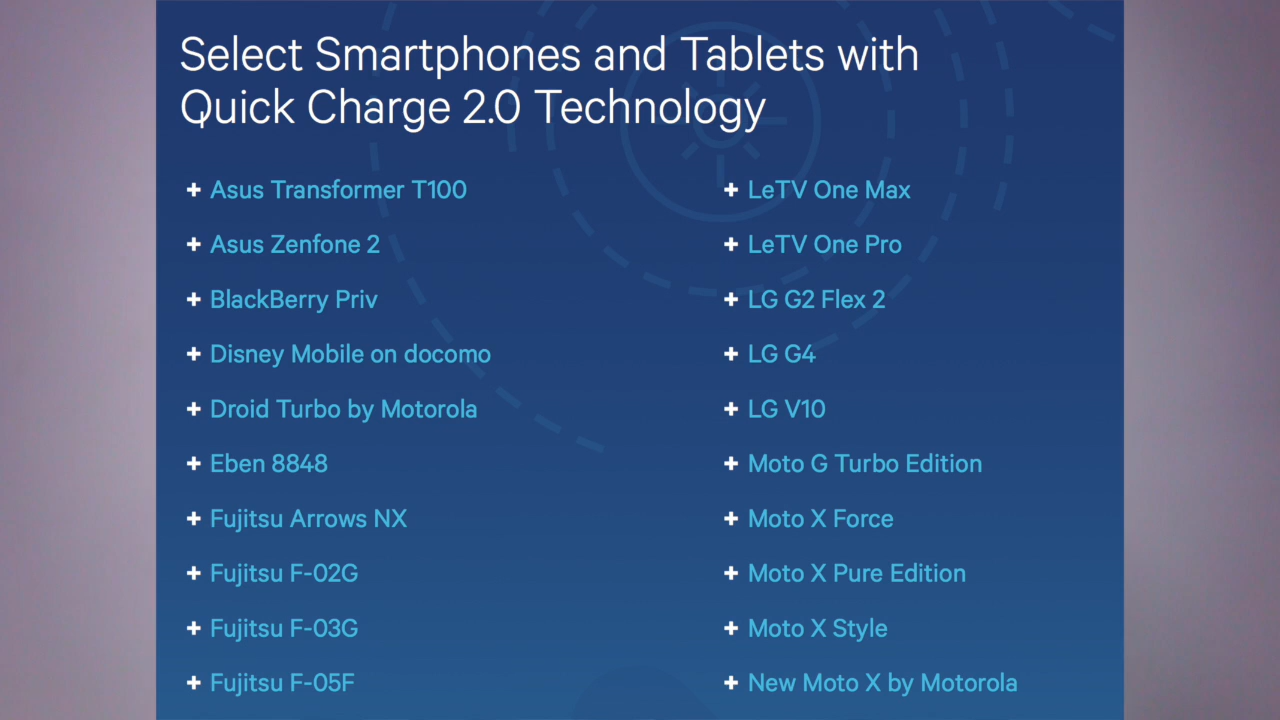 Select Smartphones and Tablets with
Quick Charge 2.0 Technology
+ Asus Transformer T100
+ Asus Zenfone 2
+ BlackBerry Priv
+ Disney Mobile on docomo
+ Droid Turbo by Motorola
+ Eben 8848
+ Fujitsu Arrows NX
+ Fujitsu F-02G
+ Fujitsu F-03G
+ Fujitsu F-05F
+ LeTV One Max
+ LeTV One Pro
+ LG G2 Flex 2
+ LG G4
+ LG V10
+ Moto G Turbo Edition
+ Moto X Force
+ Moto X Pure Edition
+ Moto X Style
+ New Moto X by Motorola